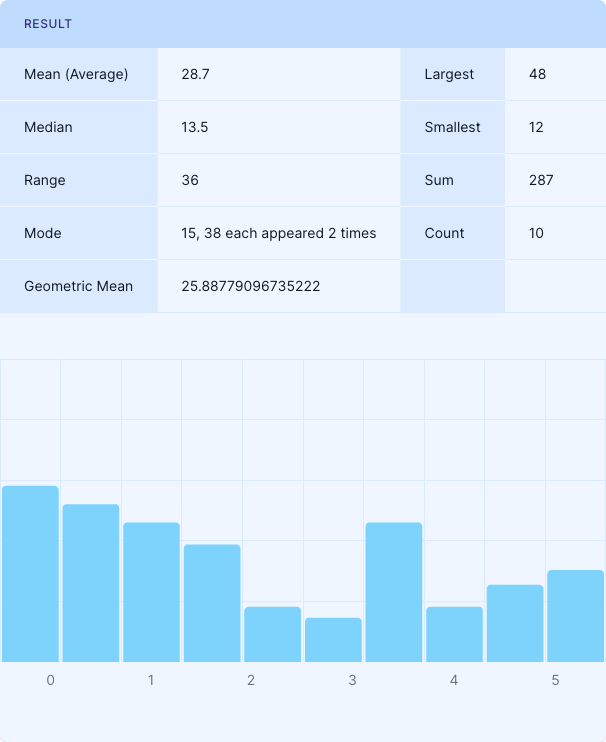 RESULT
Mean (Average) 28.7 Largest 48
Median 13.5 Smallest 12
Range 36 Sum 287
Mode 15, 38 each appeared 2 times Count 10
Geometric Mean 25.88779096735222
0 1 2 3 4 5